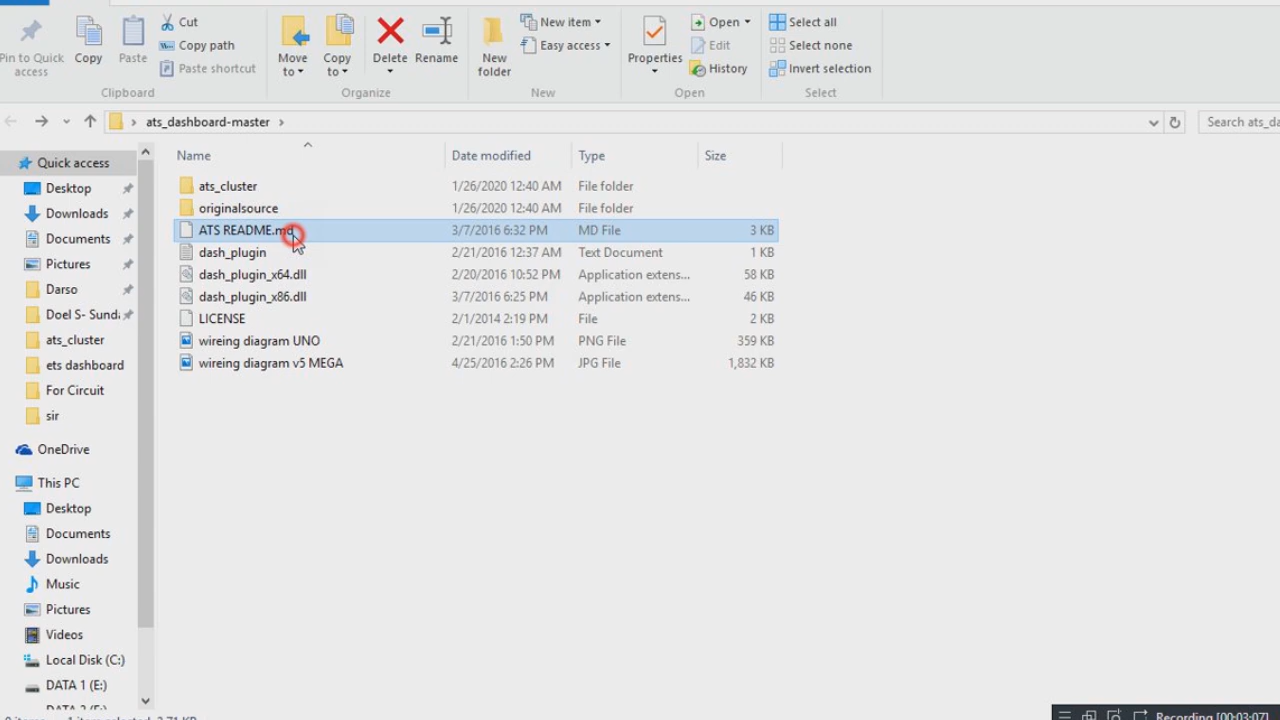 Cut
Copy path
Paste shortcut
Pin to Quick access
Copy
Paste
Move to
Copy to
Delete
Rename
New folder
New item
Easy access
Properties
Open
Edit
History
Select all
Select none
Invert selection
Clipboard
Organize
New
Open
Select
ats_dashboard-master
Search ats_da
Name Date modified Type Size
Quick access
Desktop
Downloads
Documents
Pictures
Darso
Doel S- Sunda
ats_cluster
ets dashboard
For Circuit
sir
OneDrive
This PC
Desktop
Documents
Downloads
Music
Pictures
Videos
Local Disk (C:)
DATA 1 (E:)
ats_cluster 1/26/2020 12:40 AM File folder
originalsource 1/26/2020 12:40 AM File folder
ATS README.md 3/7/2016 6:32 PM MD File 3 KB
dash_plugin 2/21/2016 12:37 AM Text Document 1 KB
dash_plugin_x64.dll 2/20/2016 10:52 PM Application extens... 58 KB
dash_plugin_x86.dll 3/7/2016 6:25 PM Application extens... 46 KB
LICENSE 2/1/2014 2:19 PM File 2 KB
wireing diagram UNO 2/21/2016 1:50 PM PNG File 359 KB
wireing diagram v5 MEGA 4/25/2016 2:26 PM JPG File 1,832 KB
Recording [00:03:07]